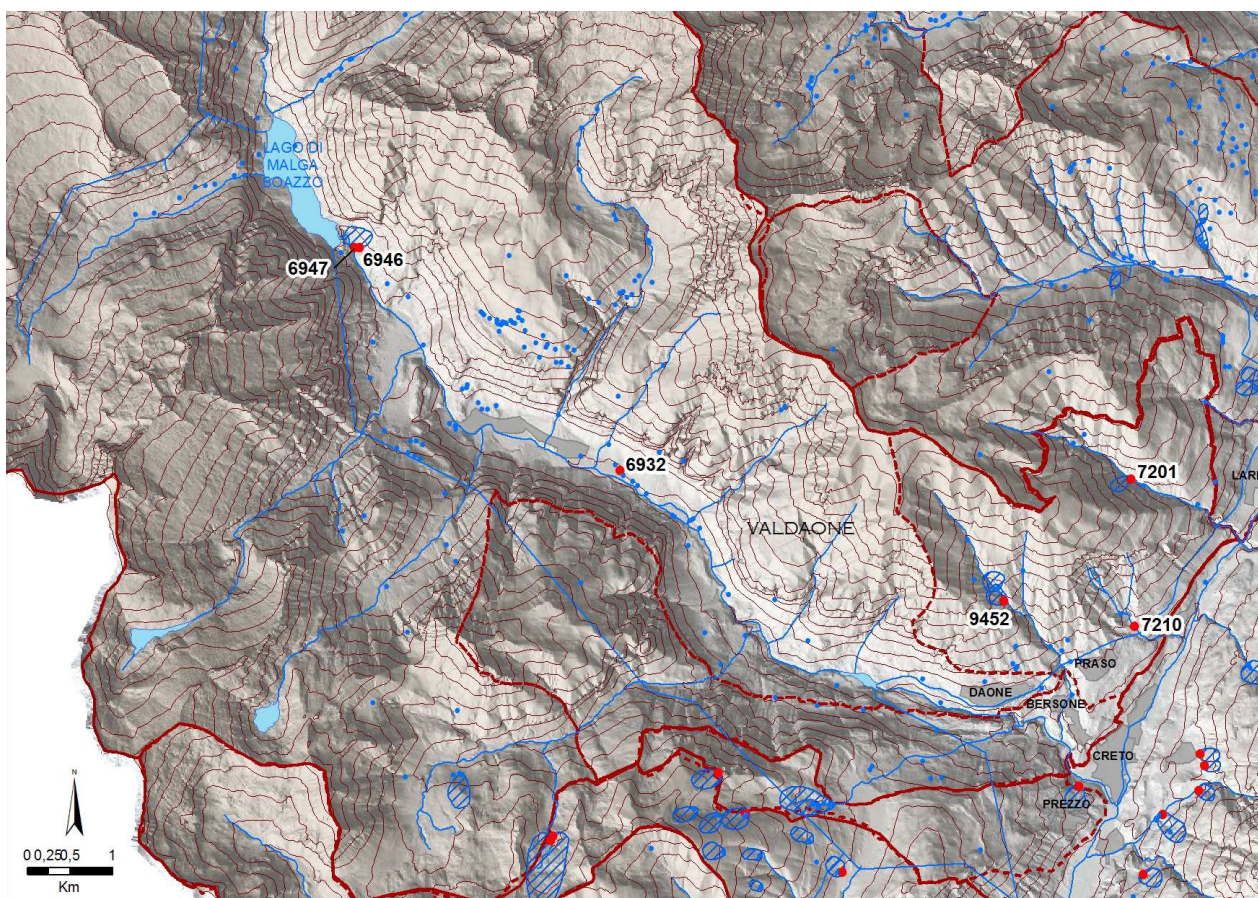 LAGO DI
MALGA
BOAZZO
6947
6946
6932
7201
LARI
VALDAONE
9452
7210
PRASO
DAONE
BERSONE
CRETO
PREZZO
N
0 0,25 0,5 1
Km